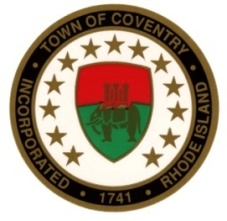 TOWN OF COVENTRY
INCORPORATED · 1741 · RHODE ISLAND